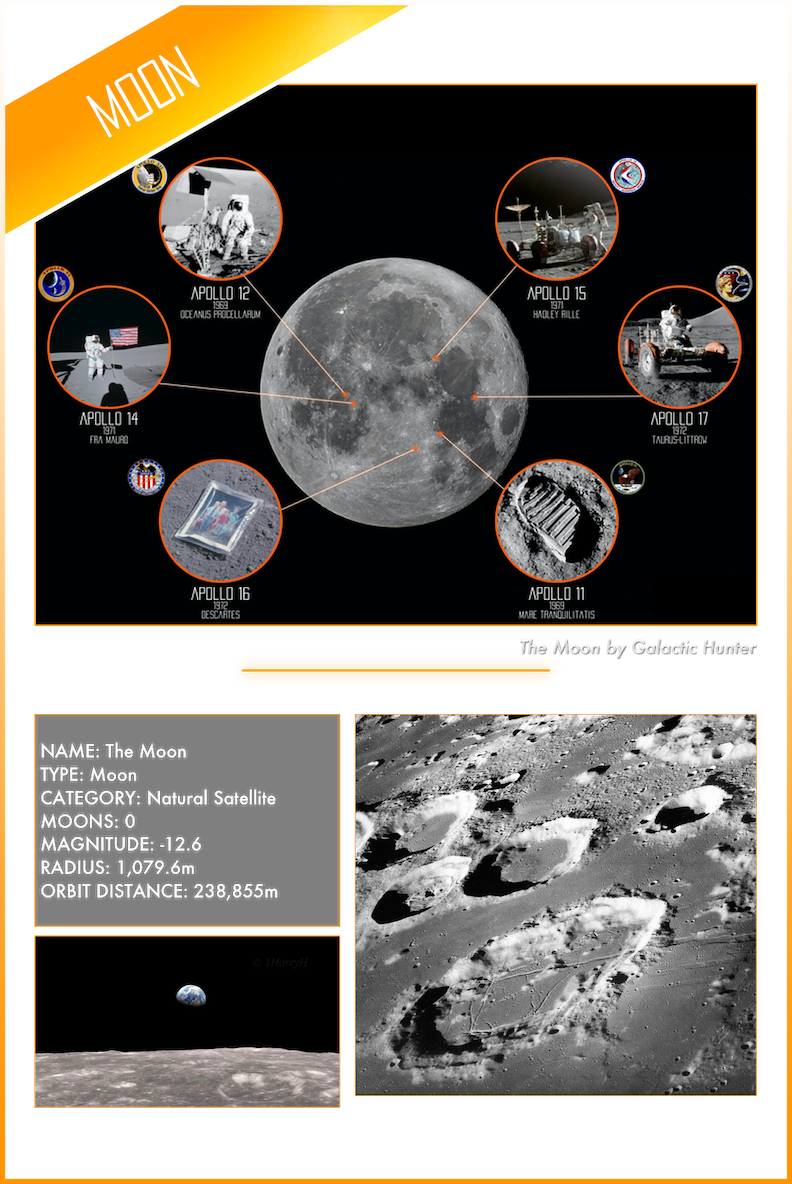 MOON
APOLLO 12
1969
OCEANUS PROCELLARUM
APOLLO 15
1971
HADLEY RILLE
APOLLO 14
1971
FRA MAURO
APOLLO 17
1972
TAURUS-LITTROW
APOLLO 16
1972
DESCARTES
APOLLO 11
1969
MARE TRANQUILITATIS
The Moon by Galactic Hunter
NAME: The Moon
TYPE: Moon
CATEGORY: Natural Satellite
MOONS: 0
MAGNITUDE: -12.6
RADIUS: 1,079.6m
ORBIT DISTANCE: 238,855m
© 1HarryH